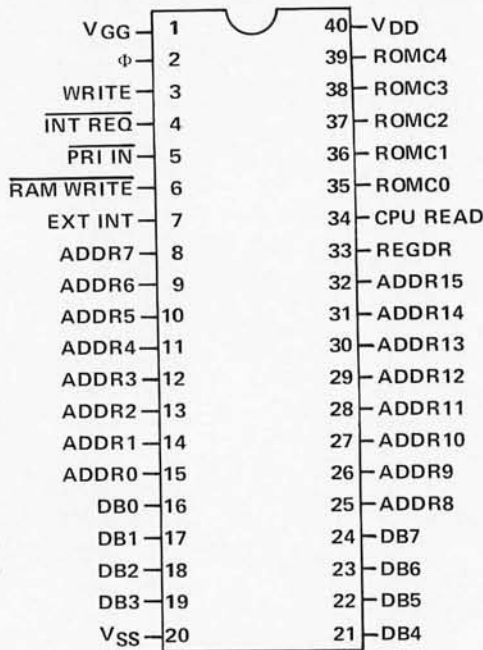 VGG 1 40 VDD
Φ 2 39 ROMC4
WRITE 3 38 ROMC3
INT REQ 4 37 ROMC2
PRI IN 5 36 ROMC1
RAM WRITE 6 35 ROMC0
EXT INT 7 34 CPU READ
ADDR7 8 33 REGDR
ADDR6 9 32 ADDR15
ADDR5 10 31 ADDR14
ADDR4 11 30 ADDR13
ADDR3 12 29 ADDR12
ADDR2 13 28 ADDR11
ADDR1 14 27 ADDR10
ADDR0 15 26 ADDR9
DB0 16 25 ADDR8
DB1 17 24 DB7
DB2 18 23 DB6
DB3 19 22 DB5
VSS 20 21 DB4